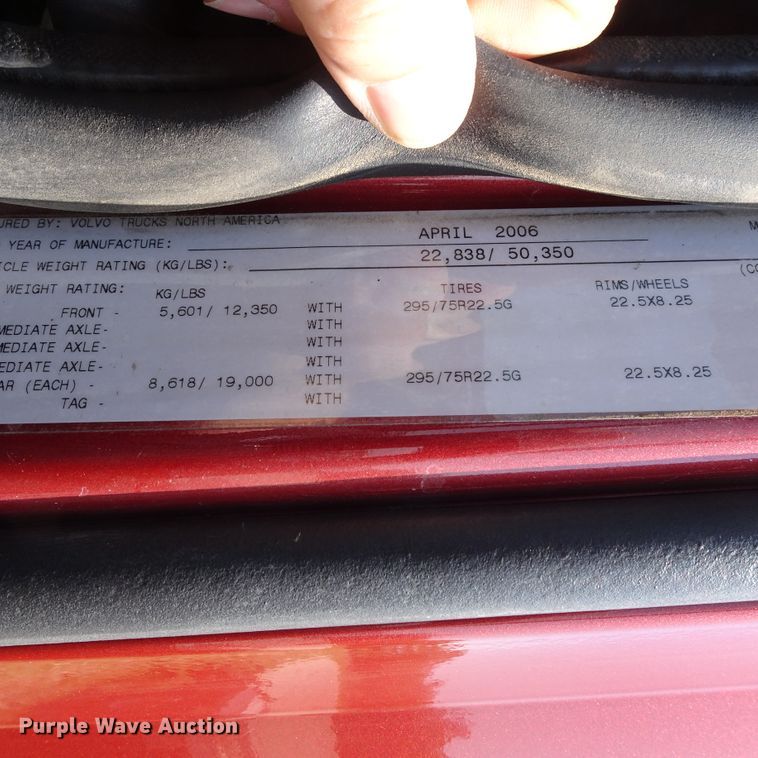 URED BY: VOLVO TRUCKS NORTH AMERICA
YEAR OF MANUFACTURE: APRIL 2006 M
ICLE WEIGHT RATING (KG/LBS): 22,838/ 50,350 (CO
WEIGHT RATING: KG/LBS TIRES RIMS/WHEELS
FRONT - 5,601/ 12,350 WITH 295/75R22.5G 22.5X8.25
MEDIATE AXLE- WITH
MEDIATE AXLE- WITH
EDIATE AXLE- WITH
AR (EACH) - 8,618/ 19,000 WITH 295/75R22.5G 22.5X8.25
TAG - WITH
Purple Wave Auction